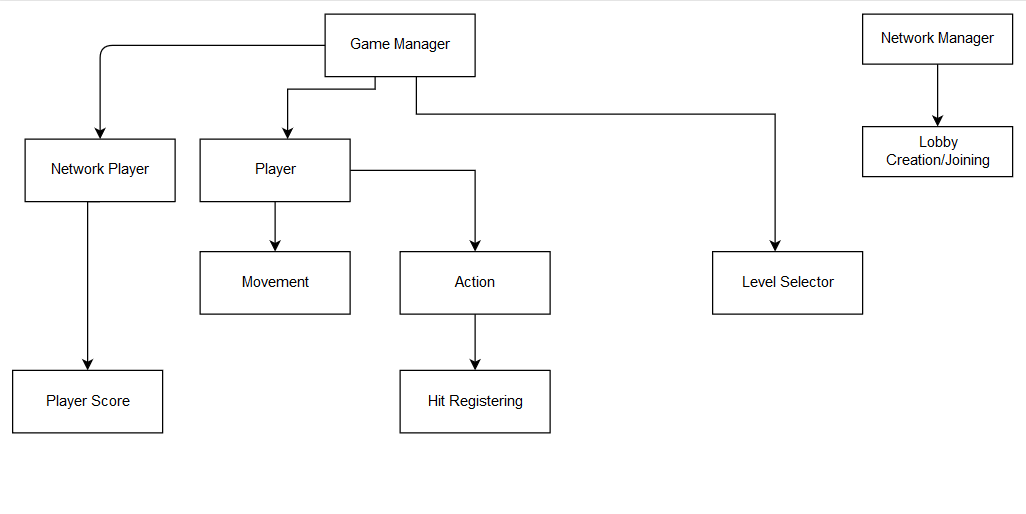 Game Manager
Network Manager
Lobby
Creation/Joining
Network Player
Player
Movement
Action
Level Selector
Player Score
Hit Registering